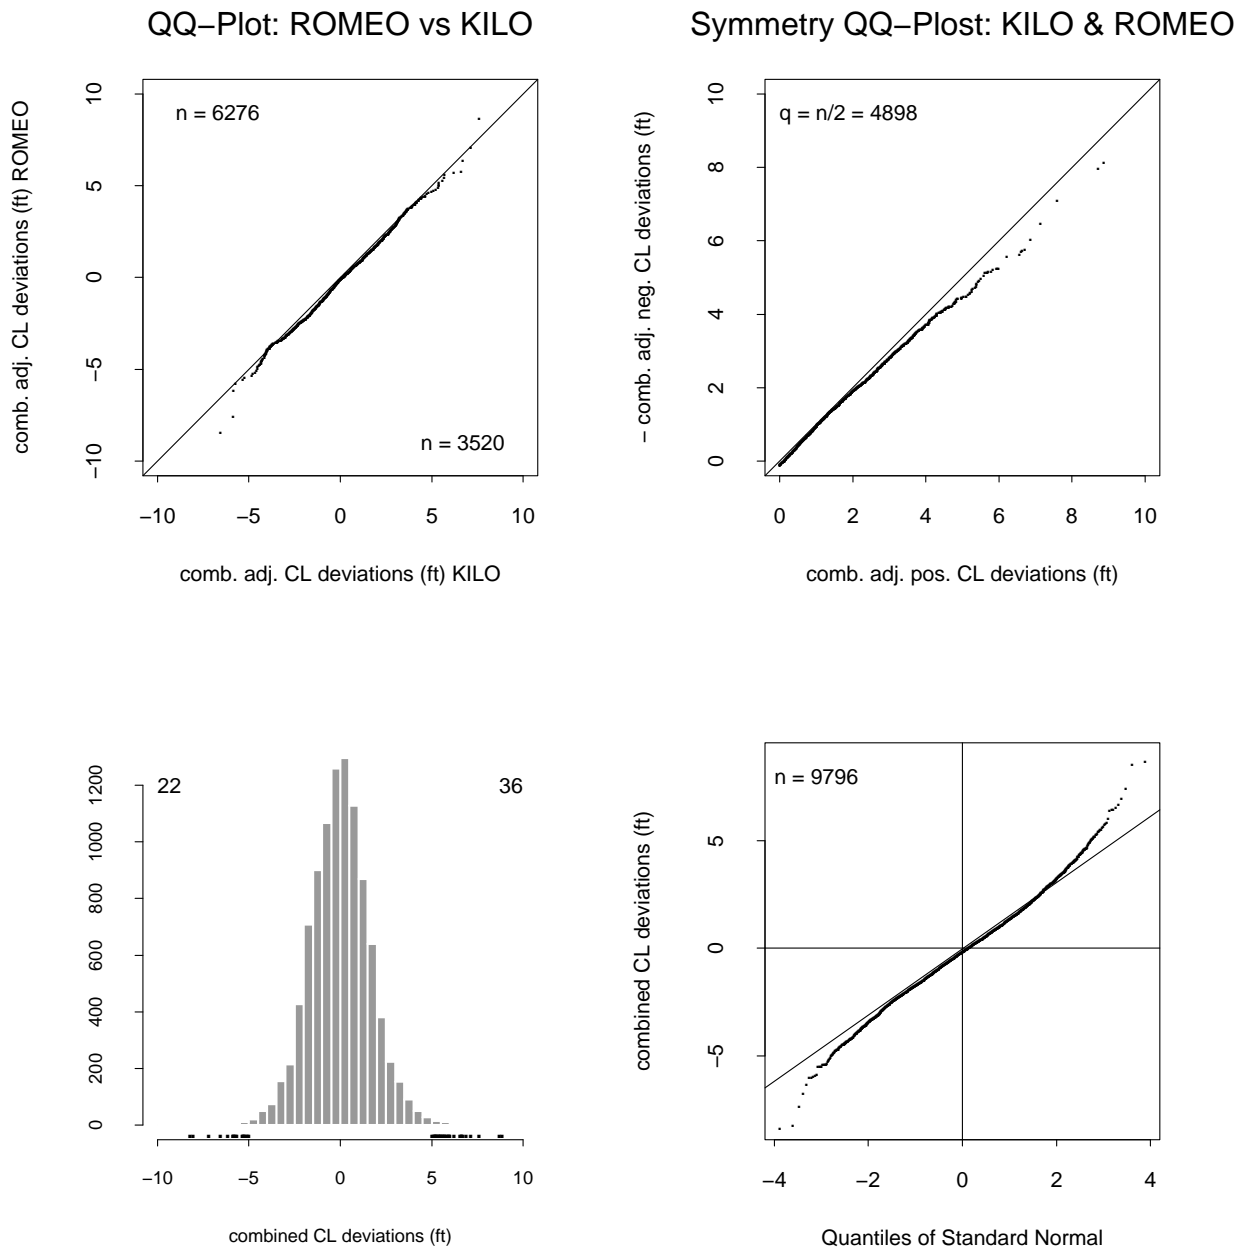 QQ−Plot: ROMEO vs KILO
comb. adj. CL deviations (ft) ROMEO
10
5
0
−5
−10
n = 6276
n = 3520
−10 −5 0 5 10
comb. adj. CL deviations (ft) KILO
Symmetry QQ−Plost: KILO & ROMEO
− comb. adj. neg. CL deviations (ft)
10
8
6
4
2
0
q = n/2 = 4898
0 2 4 6 8 10
comb. adj. pos. CL deviations (ft)
1200
1000
800
600
400
200
0
22 36
−10 −5 0 5 10
combined CL deviations (ft)
combined CL deviations (ft)
5
0
−5
n = 9796
−4 −2 0 2 4
Quantiles of Standard Normal